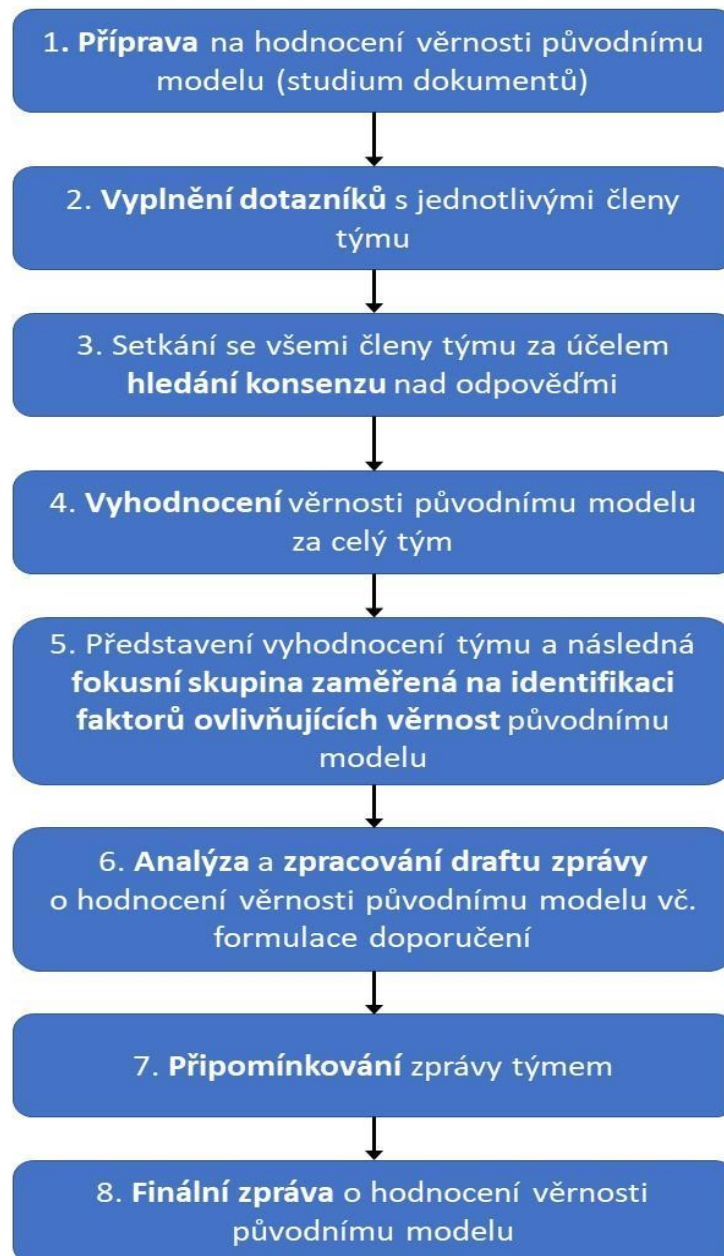 1. Příprava na hodnocení věrnosti původnímu
modelu (studium dokumentů)
2. Vyplnění dotazníků s jednotlivými členy
týmu
3. Setkání se všemi členy týmu za účelem
hledání konsenzu nad odpověďmi
4. Vyhodnocení věrnosti původnímu modelu
za celý tým
5. Představení vyhodnocení týmu a následná
fokusní skupina zaměřená na identifikaci
faktorů ovlivňujících věrnost původnímu
modelu
6. Analýza a zpracování draftu zprávy
o hodnocení věrnosti původnímu modelu vč.
formulace doporučení
7. Připomínkování zprávy týmem
8. Finální zpráva o hodnocení věrnosti
původnímu modelu